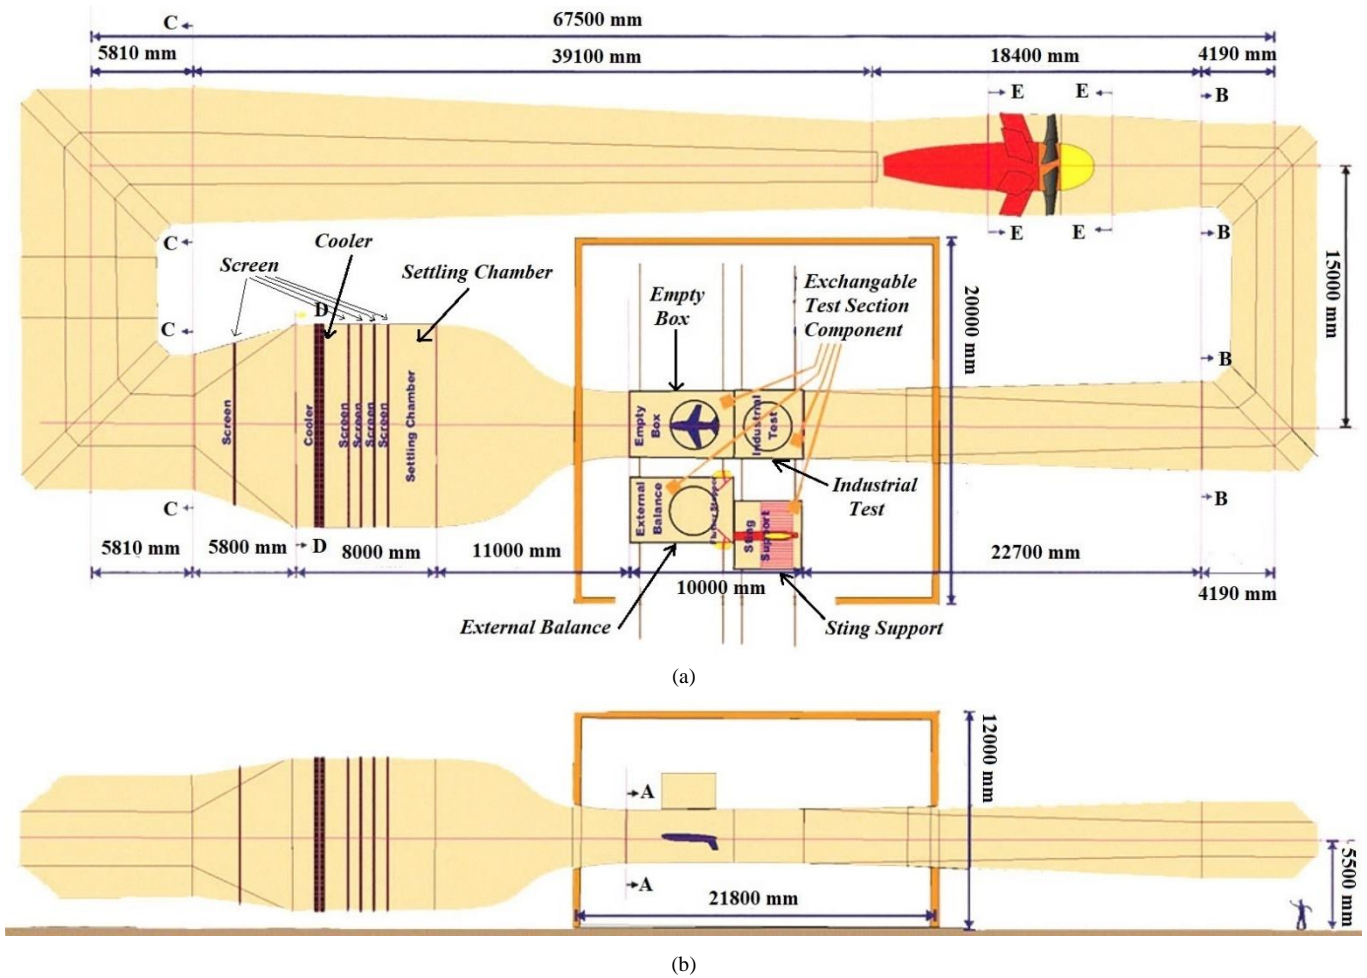 C
67500 mm
5810 mm
39100 mm
18400 mm
4190 mm
E
E
B
C
Cooler
Screen
Settling Chamber
D
E
E
B
Empty
Box
Exchangable
Test Section
Component
20000 mm
15000 mm
C
B
Screen
Cooler
Screen
Screen
Screen
Screen
Settling Chamber
Empty
Box
Industrial
Test
External
Balance
Sting
Support
Industrial
Test
C
B
5810 mm
5800 mm
D
8000 mm
11000 mm
10000 mm
22700 mm
4190 mm
External Balance
Sting Support
(a)
12000 mm
A
A
5500 mm
21800 mm
(b)